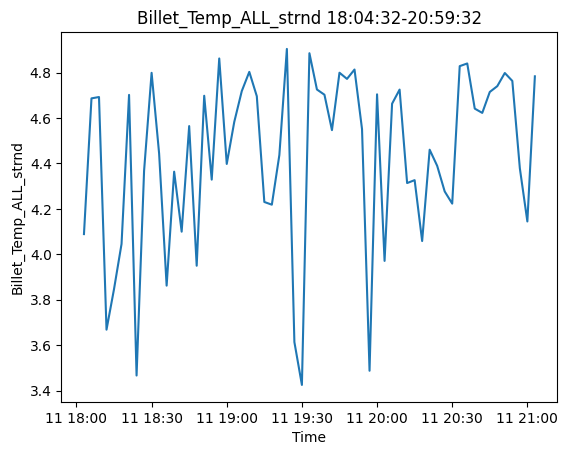 Billet_Temp_ALL_strnd 18:04:32-20:59:32
Billet_Temp_ALL_strnd
4.8
4.6
4.4
4.2
4.0
3.8
3.6
3.4
11 18:00 11 18:30 11 19:00 11 19:30 11 20:00 11 20:30 11 21:00
Time